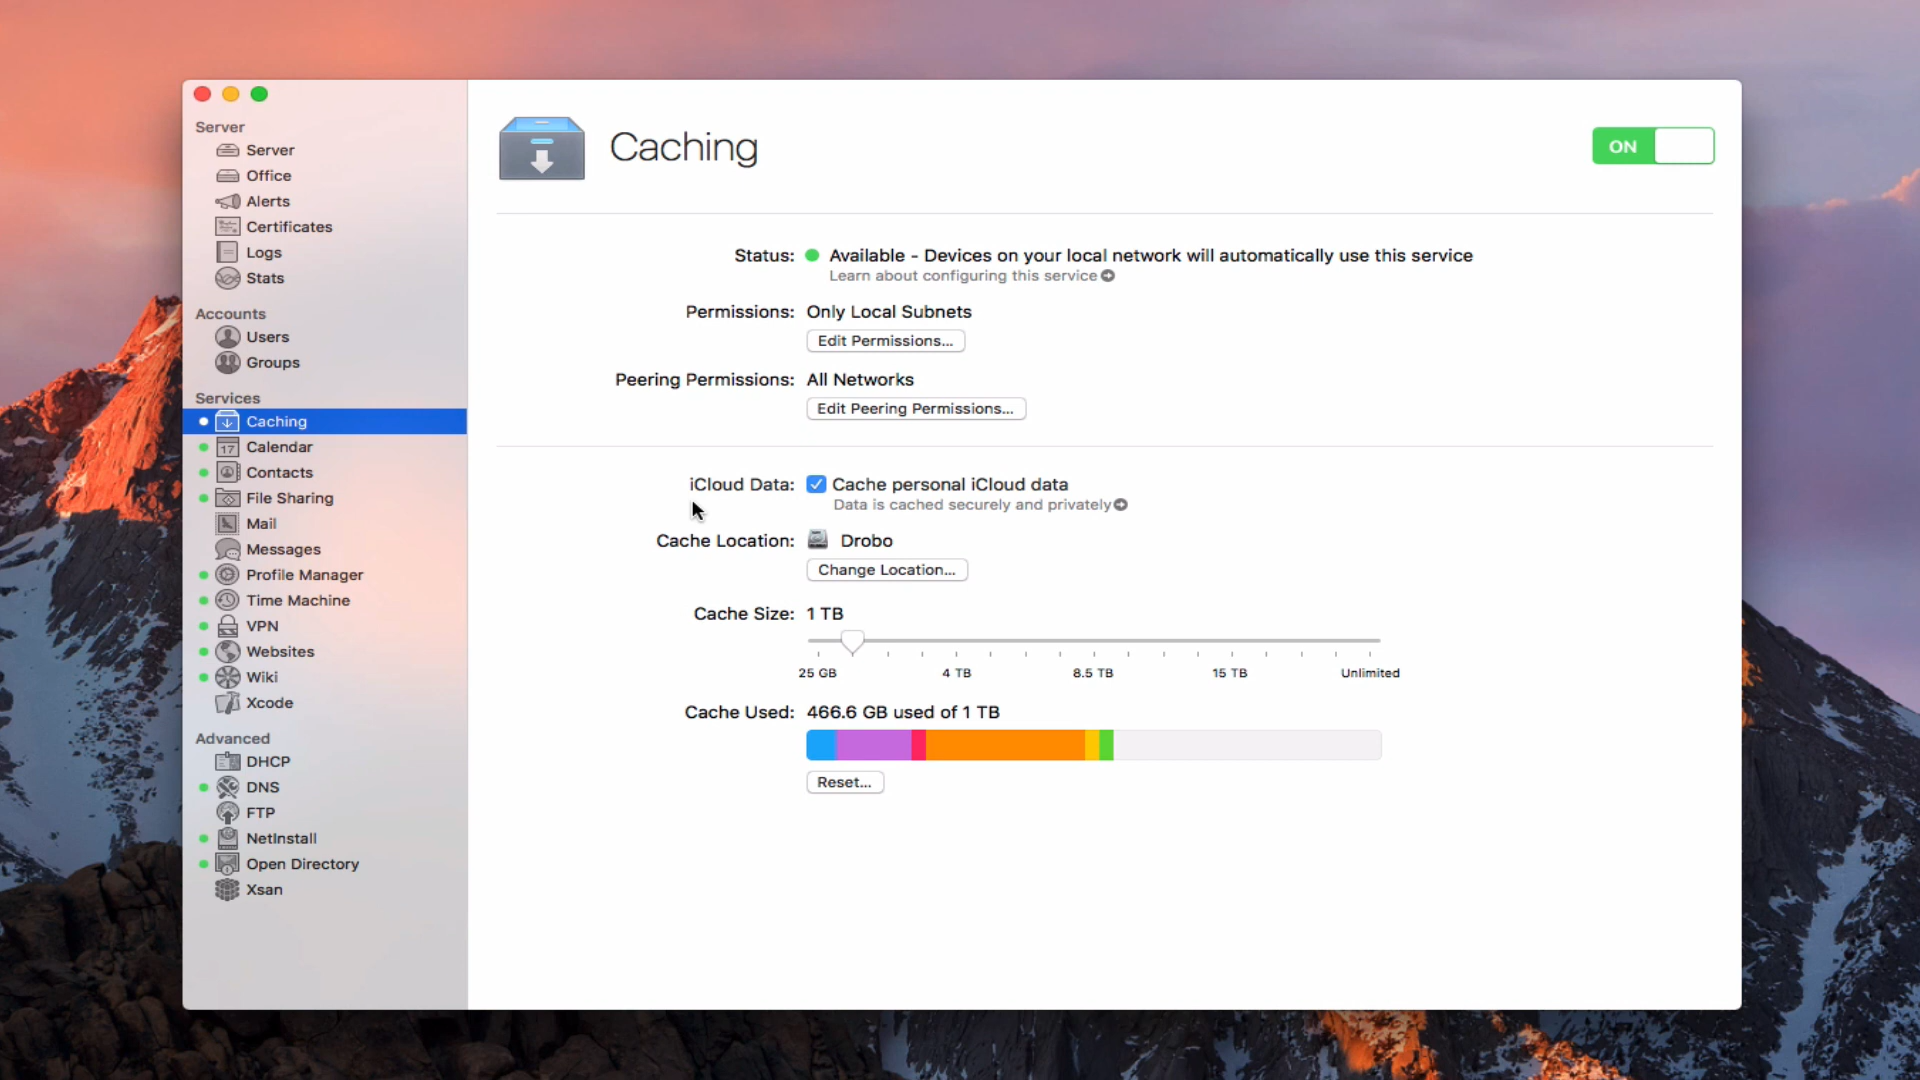 Server
Server
Office
Alerts
Certificates
Logs
Stats
Accounts
Users
Groups
Services
Caching
17 Calendar
Contacts
File Sharing
Mail
Messages
Profile Manager
Time Machine
VPN
Websites
Wiki
Xcode
Advanced
DHCP
DNS
FTP
NetInstall
Open Directory
Xsan
Caching
ON
Status: Available - Devices on your local network will automatically use this service
Learn about configuring this service
Permissions: Only Local Subnets
Edit Permissions...
Peering Permissions: All Networks
Edit Peering Permissions...
iCloud Data: Cache personal iCloud data
Data is cached securely and privately
Cache Location: Drobo
Change Location...
Cache Size: 1 TB
25 GB 4 TB 8.5 TB 15 TB Unlimited
Cache Used: 466.6 GB used of 1 TB
Reset...